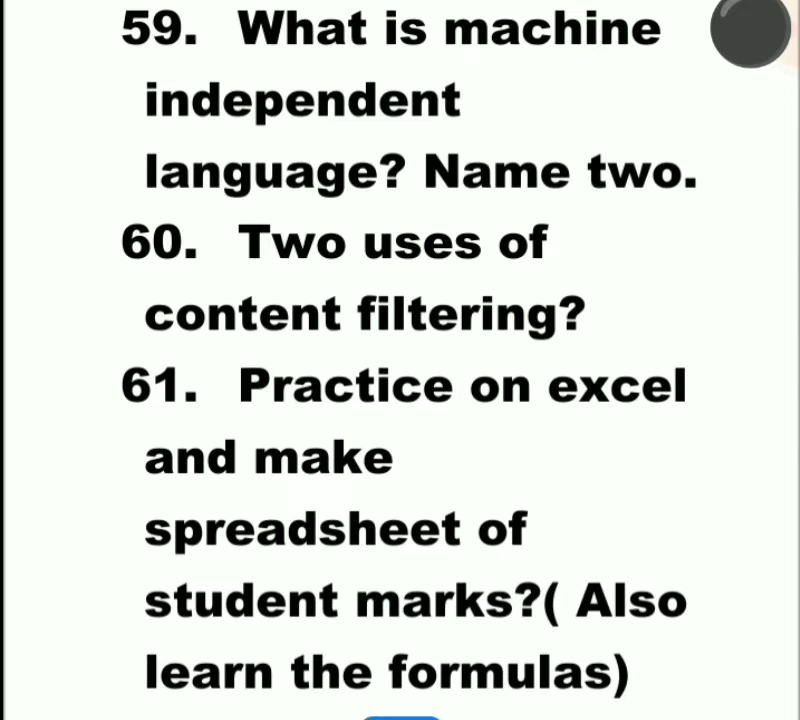 59. What is machine
independent
language? Name two.
60. Two uses of
content filtering?
61. Practice on excel
and make
spreadsheet of
student marks?( Also
learn the formulas)